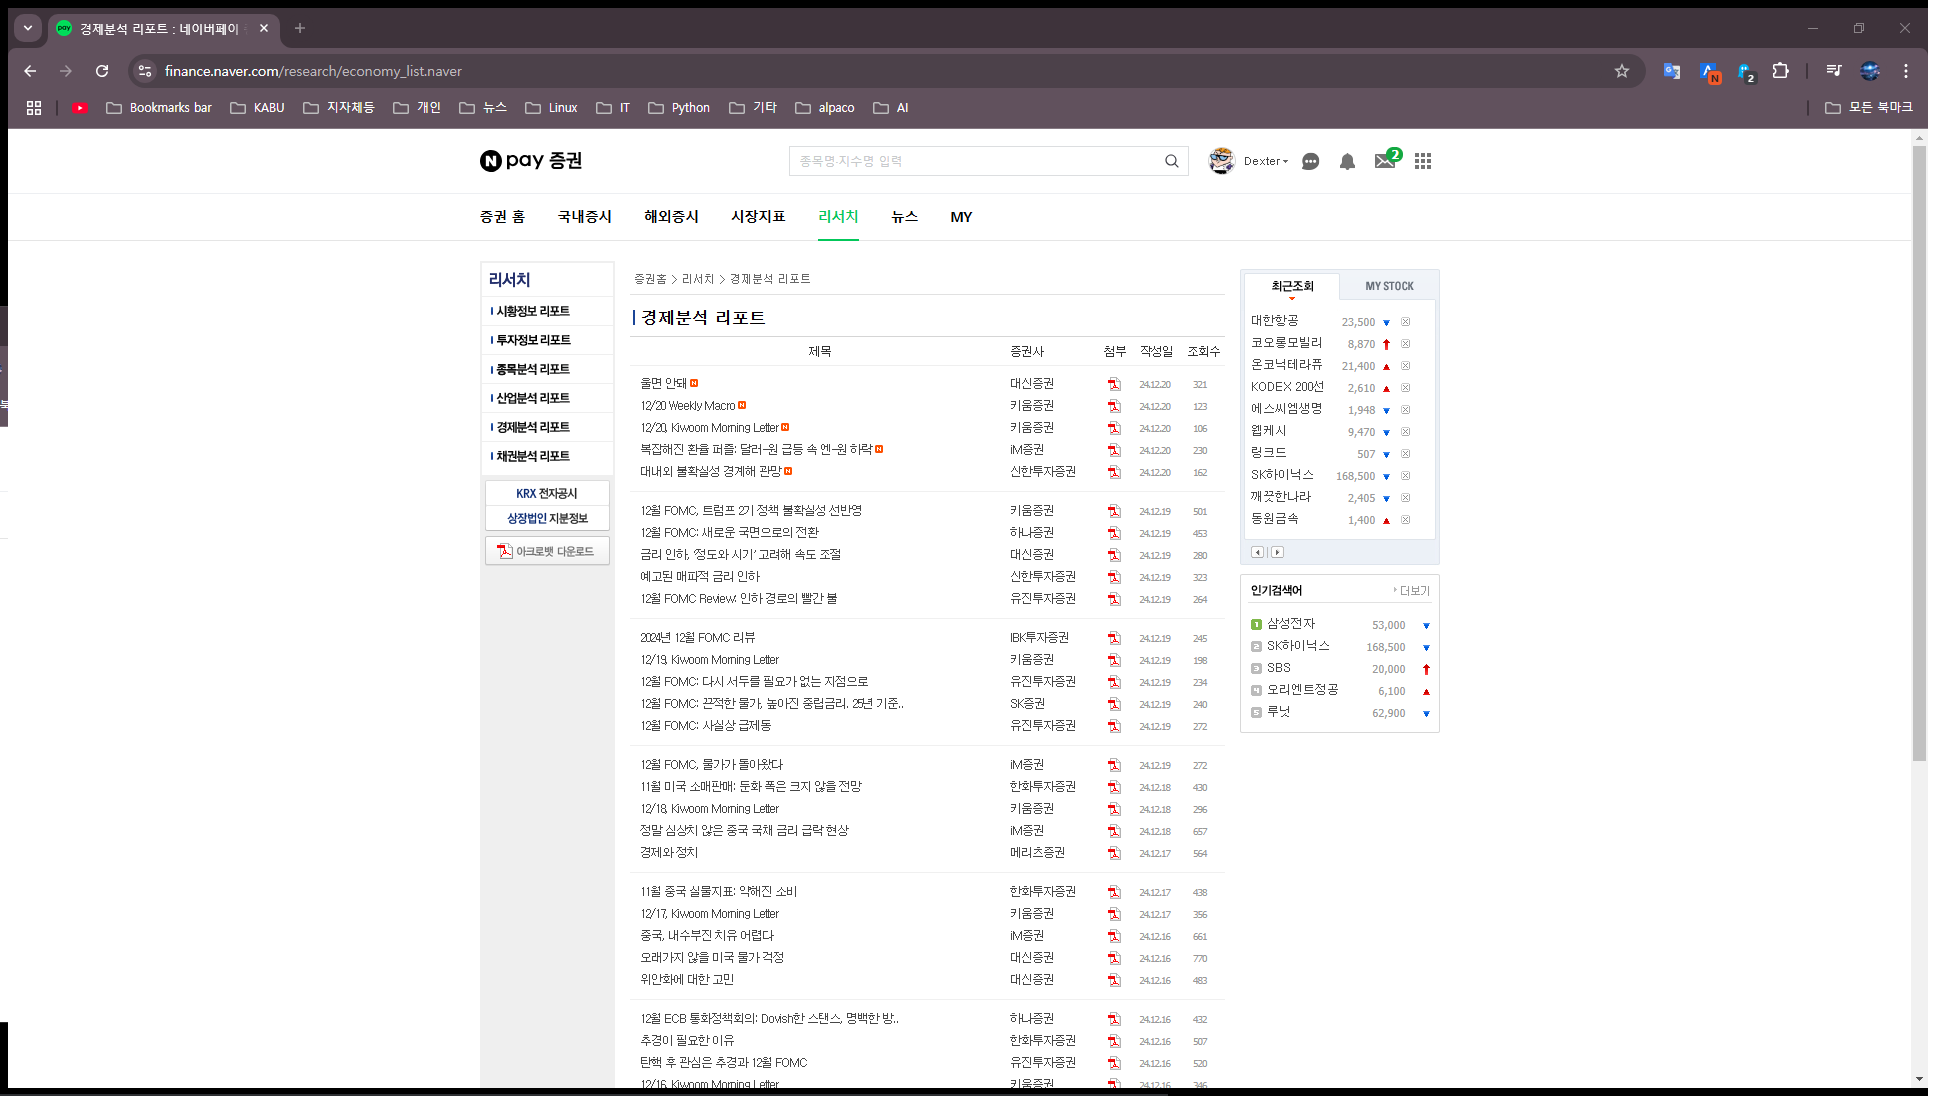 경제분석 리포트 : 네이버페이
finance.naver.com/research/economy_list.naver
N
2
Bookmarks bar KABU 지자체등 개인 뉴스 Linux IT Python 기타 alpaco AI 모든 북마크
N pay 증권
종목명·지수명 입력
Dexter
2
증권 홈 국내증시 해외증시 시장지표 리서치 뉴스 MY
리서치
시황정보 리포트
투자정보 리포트
종목분석 리포트
산업분석 리포트
경제분석 리포트
채권분석 리포트
KRX 전자공시
상장법인 지분정보
아크로뱃 다운로드
증권홈 > 리서치 > 경제분석 리포트
경제분석 리포트
제목 증권사 첨부 작성일 조회수
울면 안돼 N 대신증권 24.12.20 321
12/20 Weekly Macro N 키움증권 24.12.20 123
12/20, Kiwoom Morning Letter N 키움증권 24.12.20 106
복잡해진 환율 퍼즐: 달러-원 급등 속 엔-원 하락 N iM증권 24.12.20 230
대내외 불확실성 경계해 관망 N 신한투자증권 24.12.20 162
12월 FOMC, 트럼프 2기 정책 불확실성 선반영 키움증권 24.12.19 501
12월 FOMC: 새로운 국면으로의 전환 하나증권 24.12.19 453
금리 인하, ‘정도와 시기’ 고려해 속도 조절 대신증권 24.12.19 280
예고된 매파적 금리 인하 신한투자증권 24.12.19 323
12월 FOMC Review: 인하 경로의 빨간 불 유진투자증권 24.12.19 264
2024년 12월 FOMC 리뷰 IBK투자증권 24.12.19 245
12/19, Kiwoom Morning Letter 키움증권 24.12.19 198
12월 FOMC: 다시 서두를 필요가 없는 지점으로 유진투자증권 24.12.19 234
12월 FOMC: 끈적한 물가, 높아진 중립금리. 25년 기준.. SK증권 24.12.19 240
12월 FOMC: 사실상 급제동 유진투자증권 24.12.19 272
12월 FOMC, 물가가 돌아왔다 iM증권 24.12.19 272
11월 미국 소매판매: 둔화 폭은 크지 않을 전망 한화투자증권 24.12.18 430
12/18, Kiwoom Morning Letter 키움증권 24.12.18 296
정말 심상치 않은 중국 국채 금리 급락 현상 iM증권 24.12.18 657
경제와 정치 메리츠증권 24.12.17 564
11월 중국 실물지표: 약해진 소비 한화투자증권 24.12.17 438
12/17, Kiwoom Morning Letter 키움증권 24.12.17 356
중국, 내수부진 치유 어렵다 iM증권 24.12.16 661
오래가지 않을 미국 물가 걱정 대신증권 24.12.16 770
위안화에 대한 고민 대신증권 24.12.16 483
12월 ECB 통화정책회의: Dovish한 스탠스, 명백한 방.. 하나증권 24.12.16 432
추경이 필요한 이유 한화투자증권 24.12.16 507
탄핵 후 관심은 추경과 12월 FOMC 유진투자증권 24.12.16 520
12/16, Kiwoom Morning Letter 키움증권 24.12.16 346
최근조회 MY STOCK
대한항공 23,500
코오롱모빌리 8,870
온코닉테라퓨 21,400
KODEX 200선 2,610
에스씨엠생명 1,948
웹케시 9,470
링크드 507
SK하이닉스 168,500
깨끗한나라 2,405
동원금속 1,400
인기검색어 더보기
1 삼성전자 53,000
2 SK하이닉스 168,500
3 SBS 20,000
4 오리엔트정공 6,100
5 루닛 62,900